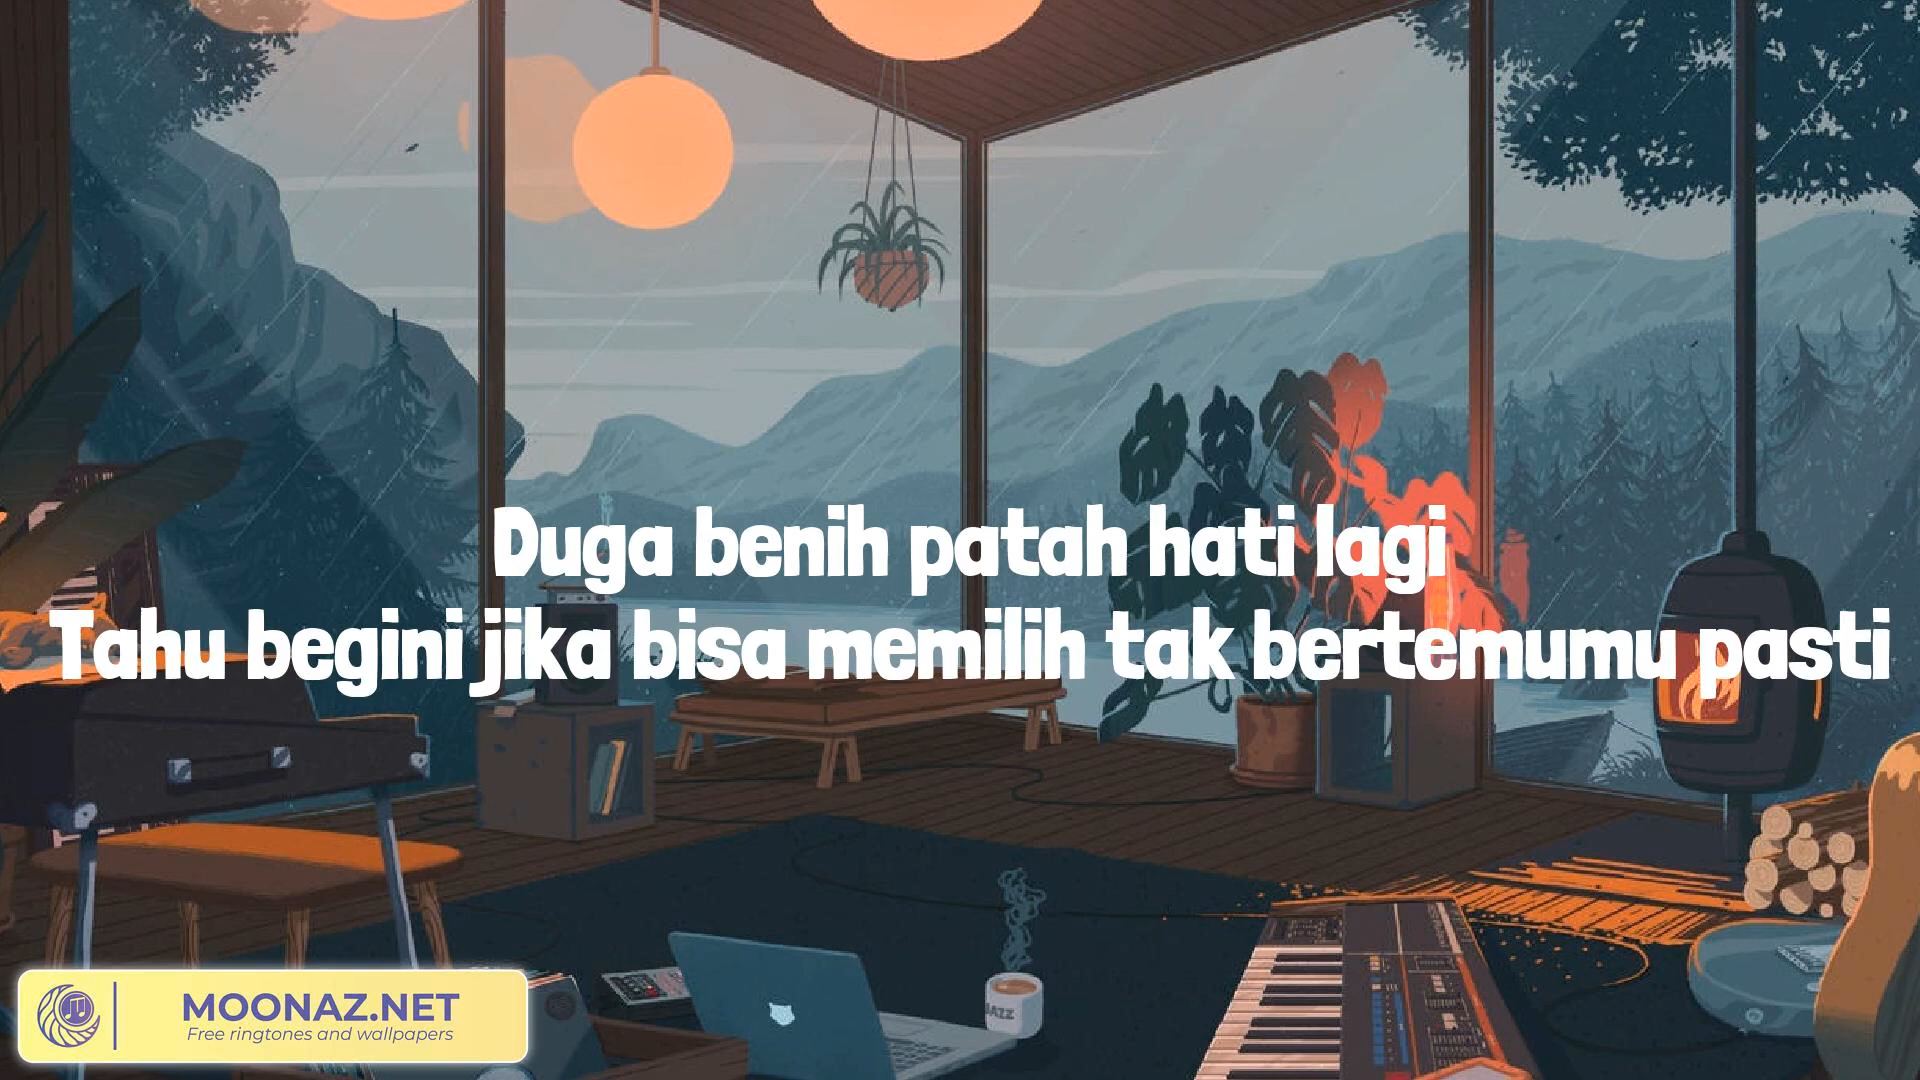 Duga benih patah hati lagi
Tahu begini jika bisa memilih tak bertemumu pasti
JAZZ
MOONAZ.NET
Free ringtones and wallpapers